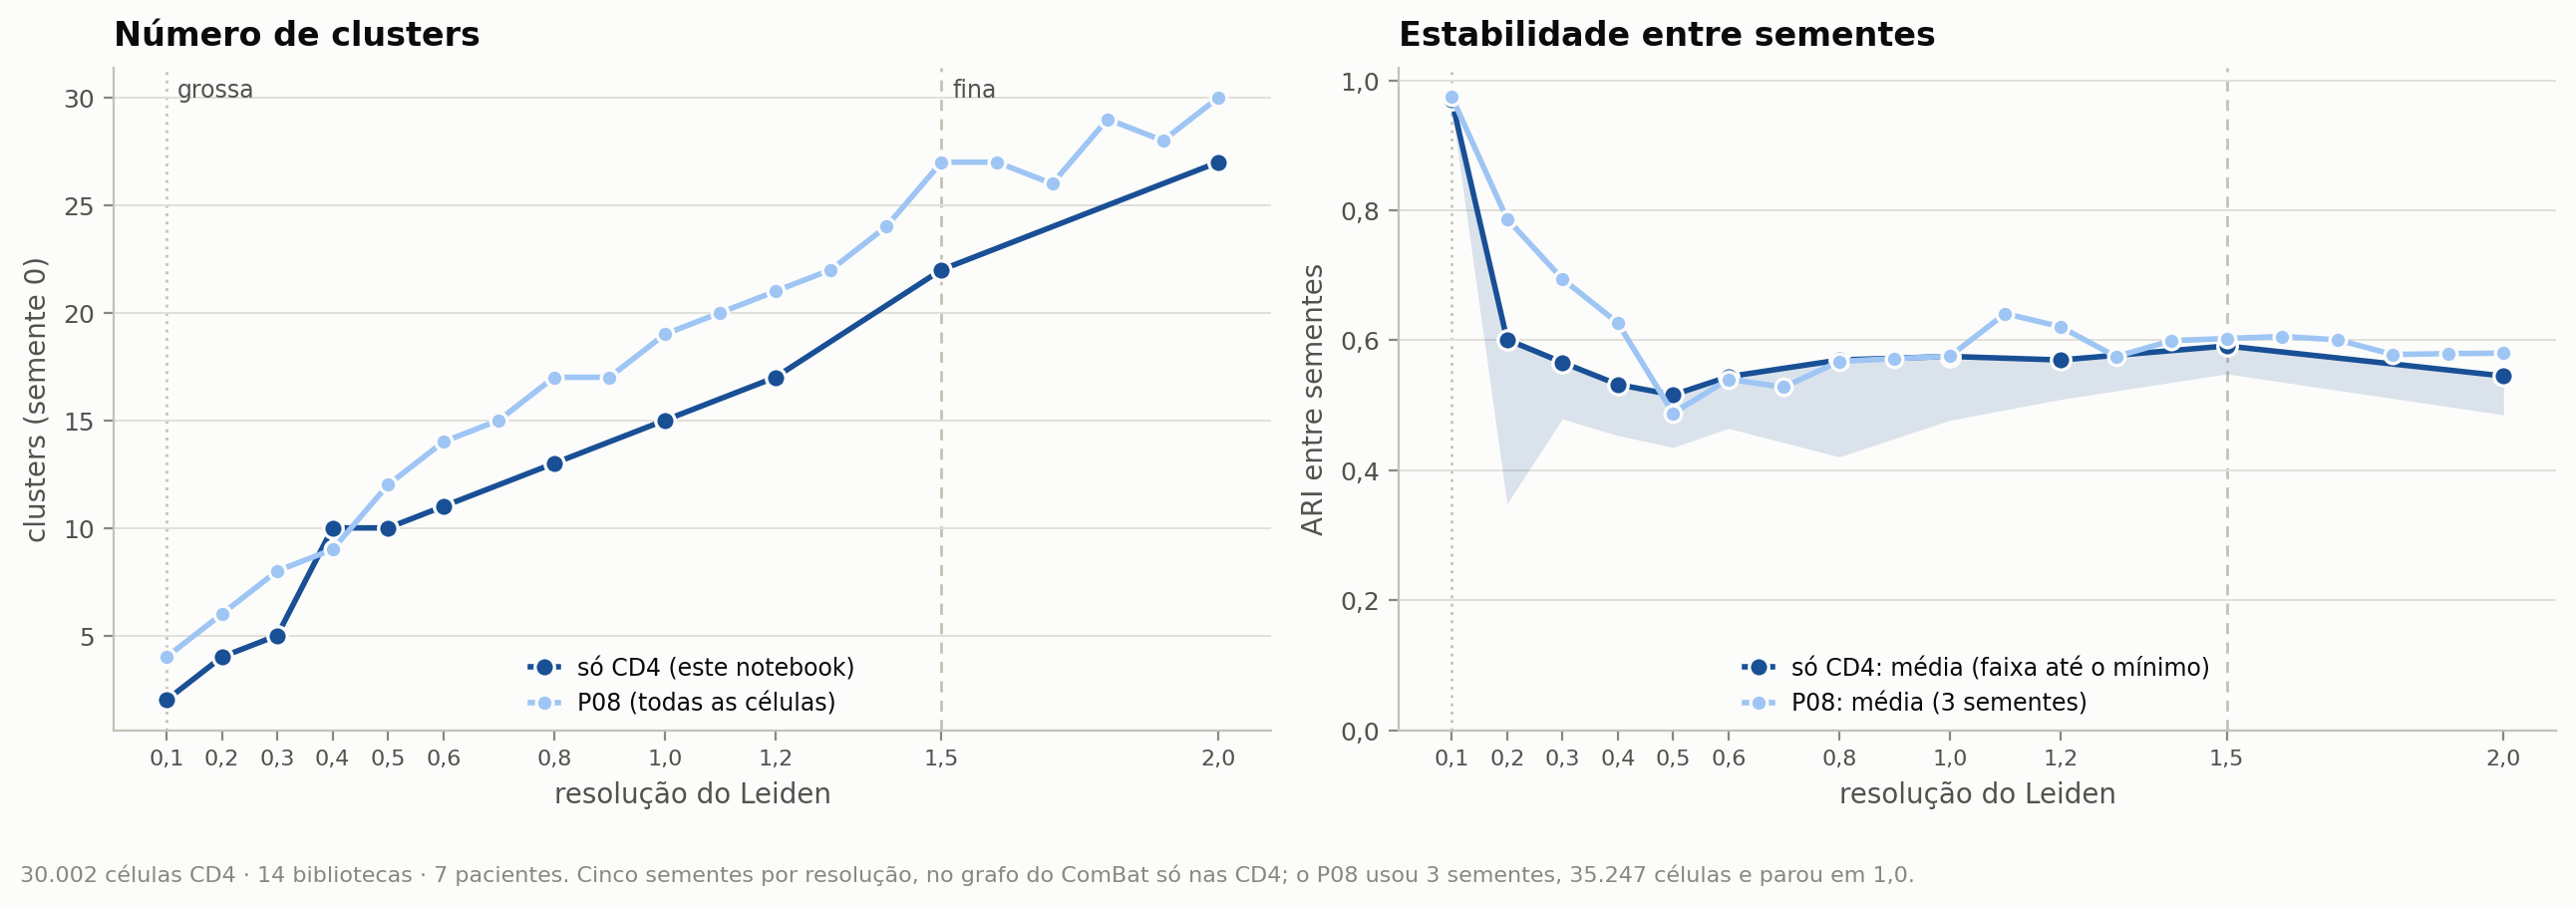 Número de clusters
grossa
fina
30
25
20
15
10
5
clusters (semente 0)
só CD4 (este notebook)
P08 (todas as células)
0,1 0,2 0,3 0,4 0,5 0,6 0,8 1,0 1,2 1,5 2,0
resolução do Leiden
Estabilidade entre sementes
1,0
0,8
0,6
0,4
0,2
0,0
ARI entre sementes
só CD4: média (faixa até o mínimo)
P08: média (3 sementes)
0,1 0,2 0,3 0,4 0,5 0,6 0,8 1,0 1,2 1,5 2,0
resolução do Leiden
30.002 células CD4 · 14 bibliotecas · 7 pacientes. Cinco sementes por resolução, no grafo do ComBat só nas CD4; o P08 usou 3 sementes, 35.247 células e parou em 1,0.